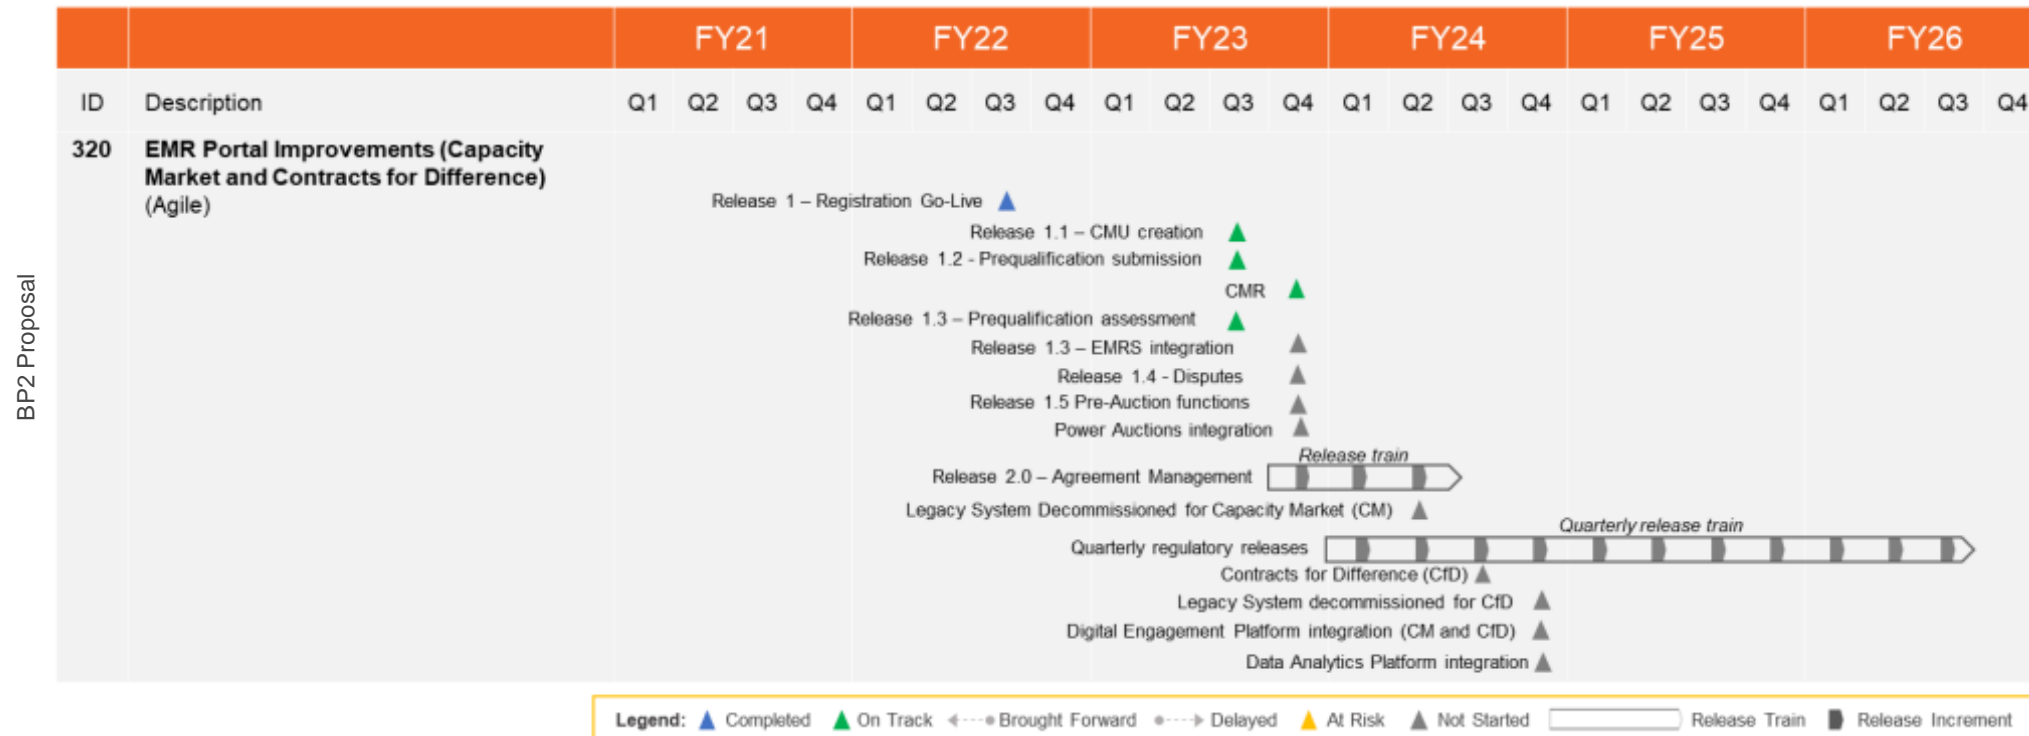 FY21 FY22 FY23 FY24 FY25 FY26
ID Description Q1 Q2 Q3 Q4 Q1 Q2 Q3 Q4 Q1 Q2 Q3 Q4 Q1 Q2 Q3 Q4 Q1 Q2 Q3 Q4 Q1 Q2 Q3 Q4
BP2 Proposal
320 EMR Portal Improvements (Capacity
Market and Contracts for Difference)
(Agile)
Release 1 – Registration Go-Live
Release 1.1 – CMU creation
Release 1.2 - Prequalification submission
CMR
Release 1.3 – Prequalification assessment
Release 1.3 – EMRS integration
Release 1.4 - Disputes
Release 1.5 Pre-Auction functions
Power Auctions integration
Release train
Release 2.0 – Agreement Management
Legacy System Decommissioned for Capacity Market (CM)
Quarterly release train
Quarterly regulatory releases
Contracts for Difference (CfD)
Legacy System decommissioned for CfD
Digital Engagement Platform integration (CM and CfD)
Data Analytics Platform integration
Legend: Completed On Track Brought Forward Delayed At Risk Not Started Release Train Release Increment